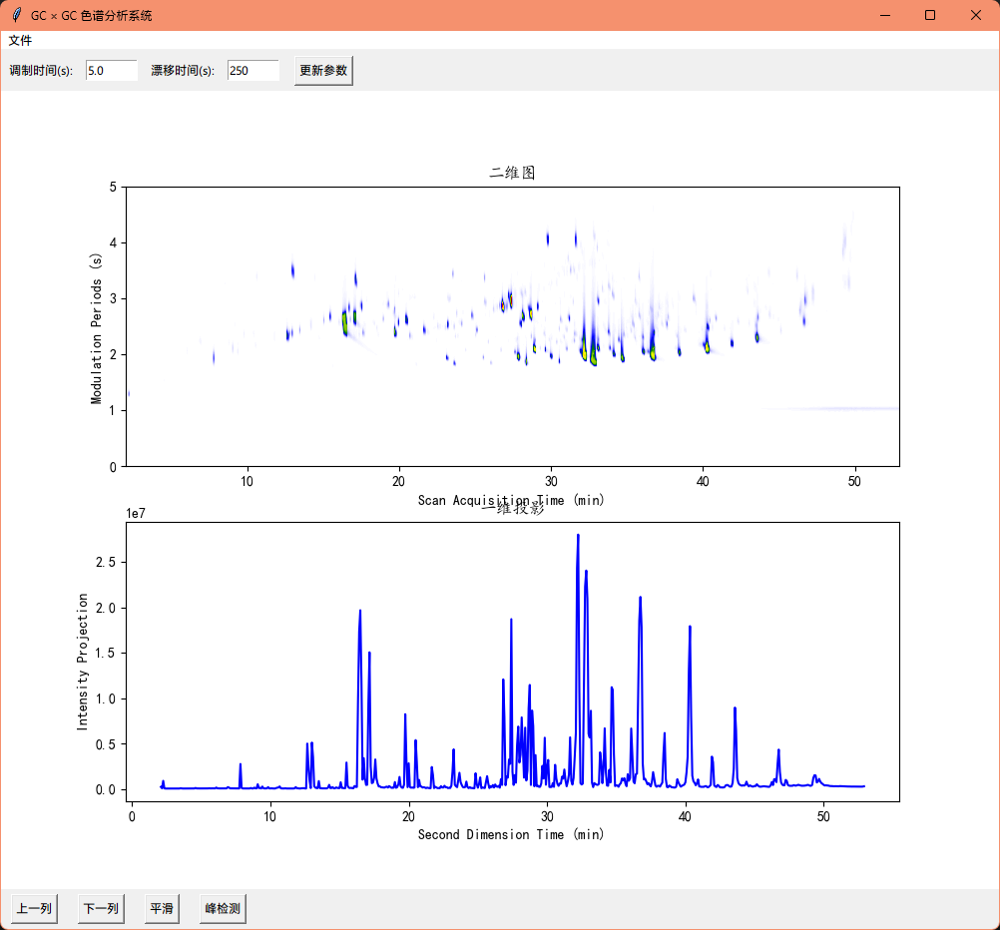 GC × GC 色谱分析系统
文件
调制时间(s): 5.0 漂移时间(s): 250 更新参数
二维图
5
4
3
2
1
0
Modulation Periods (s)
10 20 30 40 50
Scan Acquisition Time (min)
一维投影
1e7
2.5
2.0
1.5
1.0
0.5
0.0
Intensity Projection
0 10 20 30 40 50
Second Dimension Time (min)
上一列 下一列 平滑 峰检测